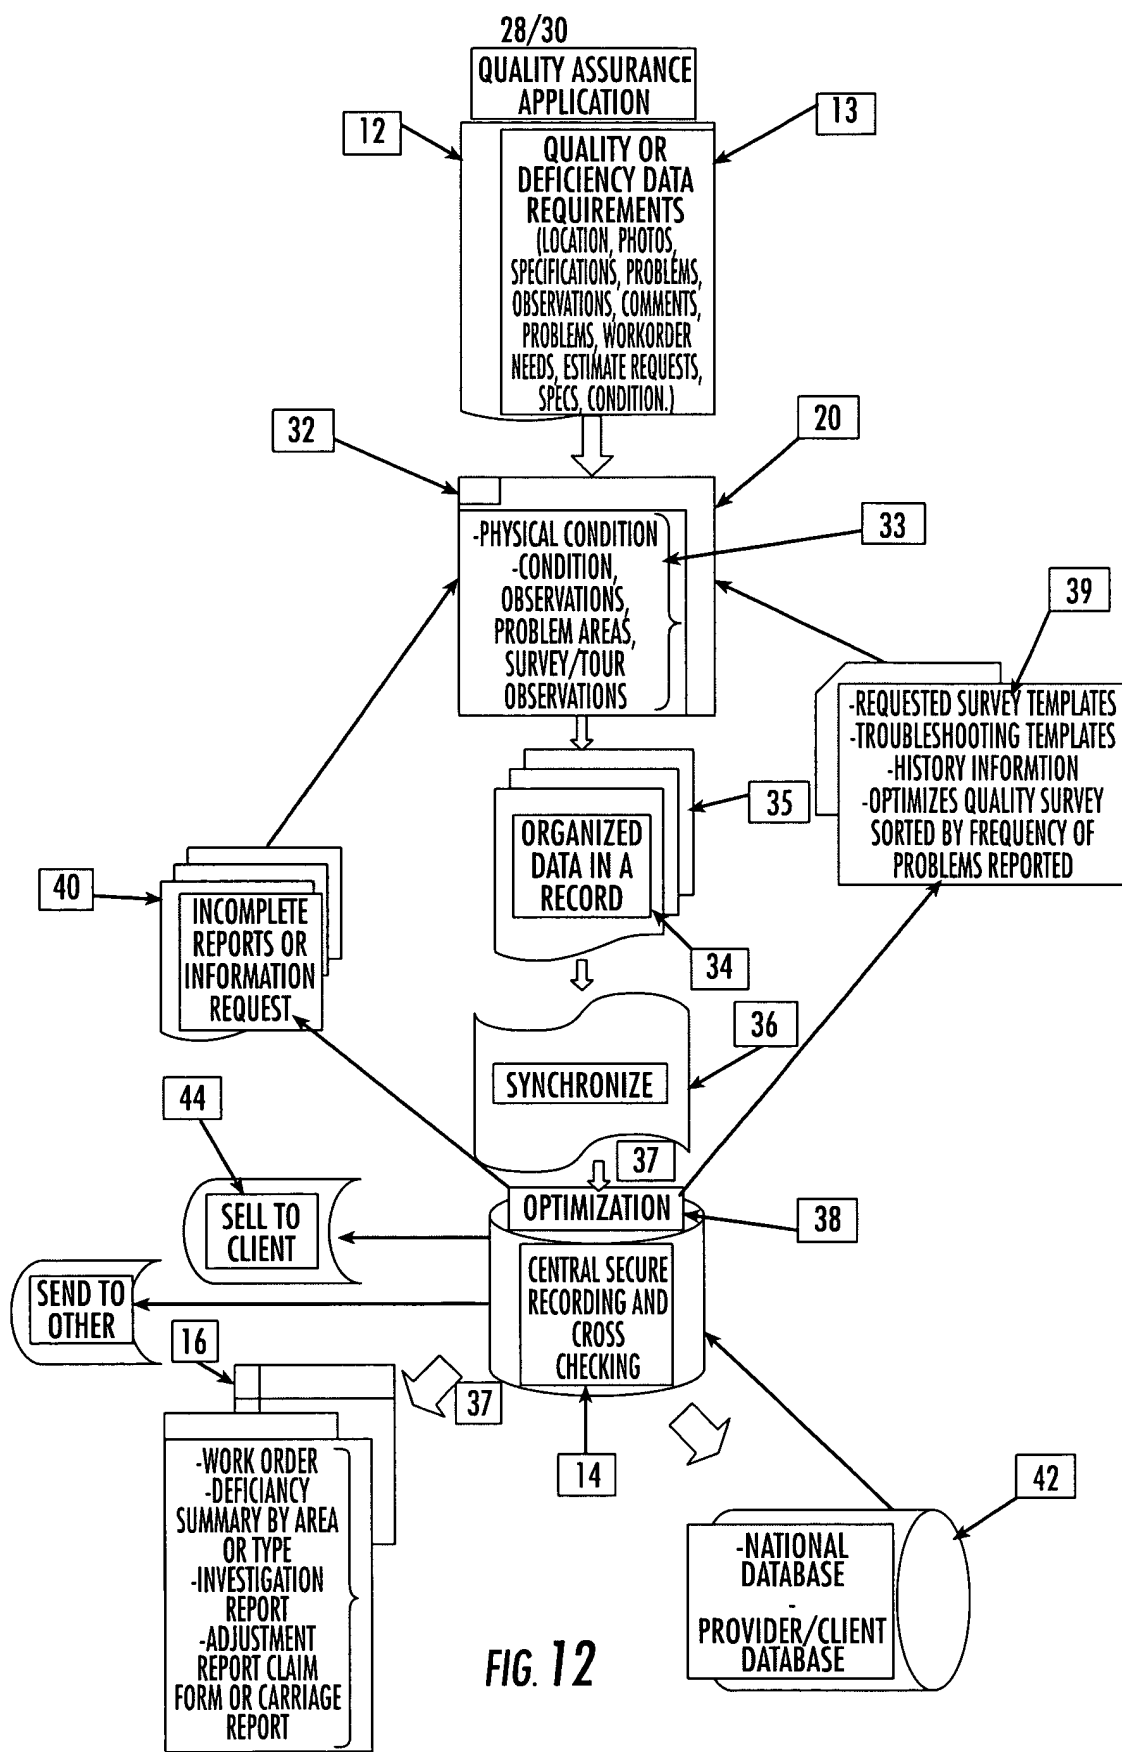 28/30
QUALITY ASSURANCE
APPLICATION
12
13
QUALITY OR
DEFICIENCY DATA
REQUIREMENTS
(LOCATION, PHOTOS,
SPECIFICATIONS, PROBLEMS,
OBSERVATIONS, COMMENTS,
PROBLEMS, WORKORDER
NEEDS, ESTIMATE REQUESTS,
SPECS, CONDITION.)
32
20
-PHYSICAL CONDITION
-CONDITION,
OBSERVATIONS,
PROBLEM AREAS,
SURVEY/TOUR
OBSERVATIONS
33
39
-REQUESTED SURVEY TEMPLATES
-TROUBLESHOOTING TEMPLATES
-HISTORY INFORMTION
-OPTIMIZES QUALITY SURVEY
SORTED BY FREQUENCY OF
PROBLEMS REPORTED
35
ORGANIZED
DATA IN A
RECORD
34
40
INCOMPLETE
REPORTS OR
INFORMATION
REQUEST
36
SYNCHRONIZE
44
37
OPTIMIZATION
38
SELL TO
CLIENT
CENTRAL SECURE
RECORDING AND
CROSS
CHECKING
SEND TO
OTHER
16
37
14
-WORK ORDER
-DEFICIANCY
SUMMARY BY AREA
OR TYPE
-INVESTIGATION
REPORT
-ADJUSTMENT
REPORT CLAIM
FORM OR CARRIAGE
REPORT
42
-NATIONAL
DATABASE
-
PROVIDER/CLIENT
DATABASE
FIG. 12